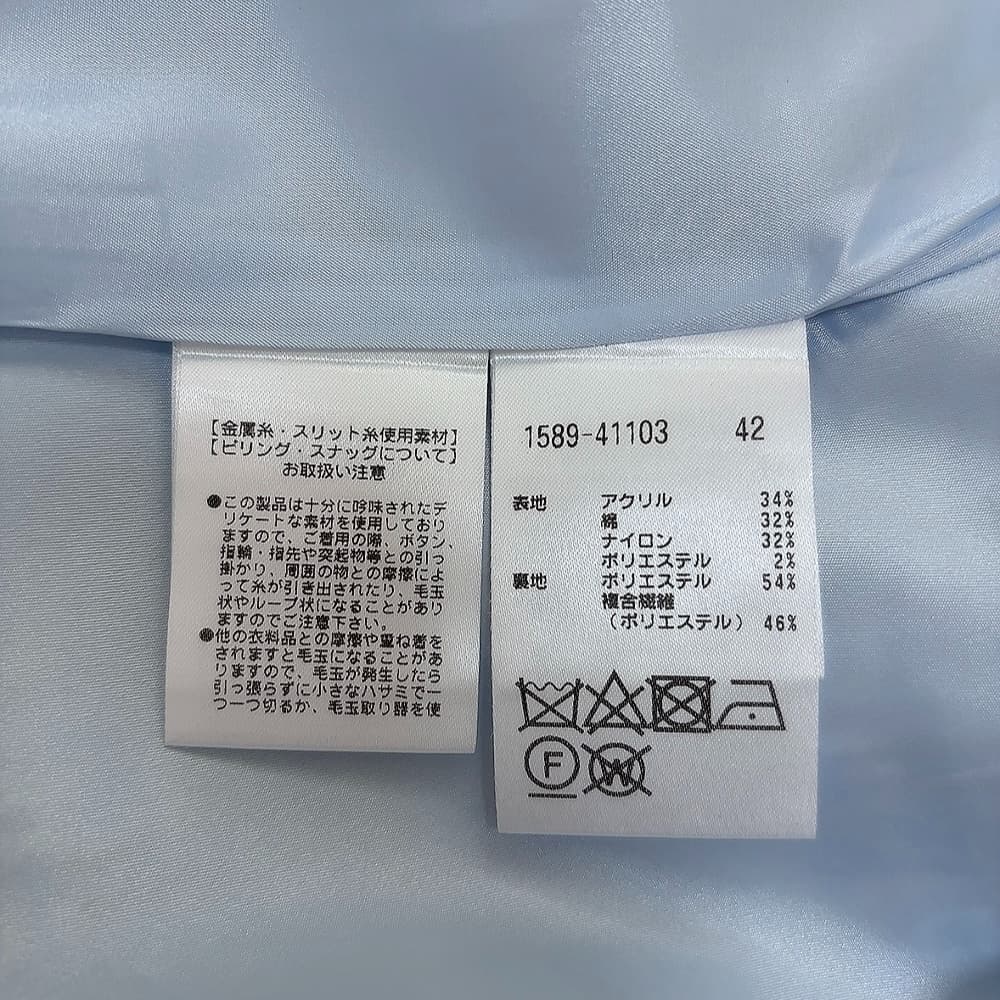 【金属糸・スリット糸使用素材】
【ピリング・スナッグについて】
お取扱い注意
●この製品は十分に吟味されたデ
リケートな素材を使用しており
ますので、ご着用の際、ボタン、
指輪・指先や突起物等との引っ
掛かり、周囲の物との摩擦によ
って糸が引き出されたり、毛玉
状やループ状になることがあり
ますのでご注意下さい。
●他の衣料品との摩擦や重ね着を
されますと毛玉になることがあ
りますので、毛玉が発生したら
引っ張らずに小さなハサミで一
つ一つ切るか、毛玉取り器を使
1589-41103 42
表地 アクリル 34%
綿 32%
ナイロン 32%
ポリエステル 2%
裏地 ポリエステル 54%
複合繊維
（ポリエステル） 46%
F W